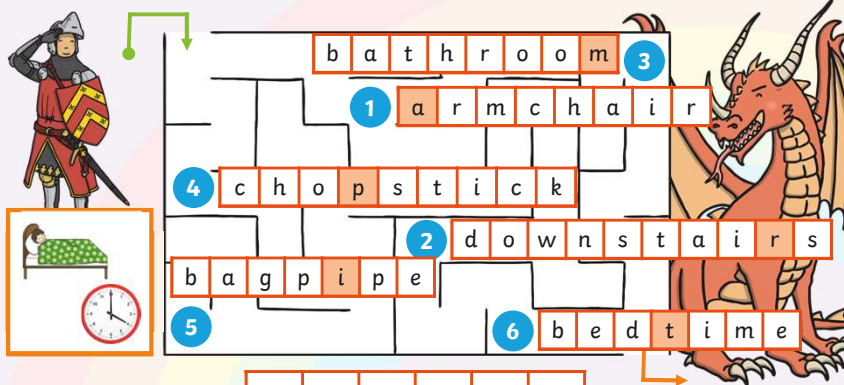 bathroom 3
1 armchair
4 chopstick
2 downstairs
bagpipe
5
6 bedtime